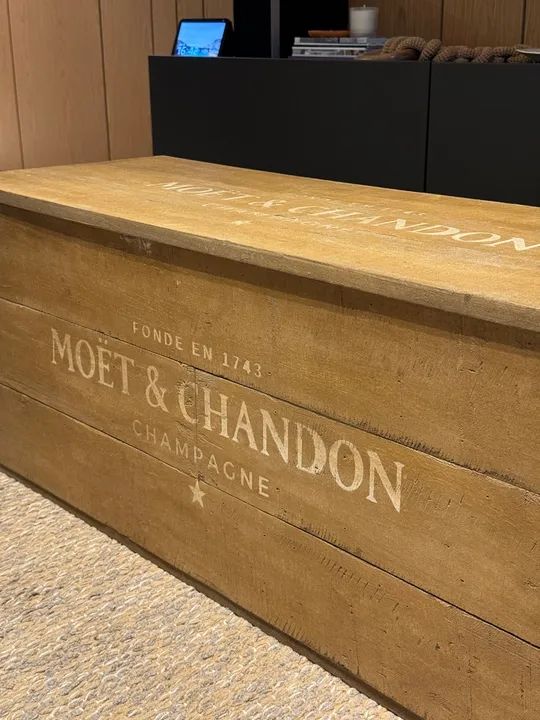 MOËT & CHANDON
FONDE EN 1743
MOËT & CHANDON
CHAMPAGNE